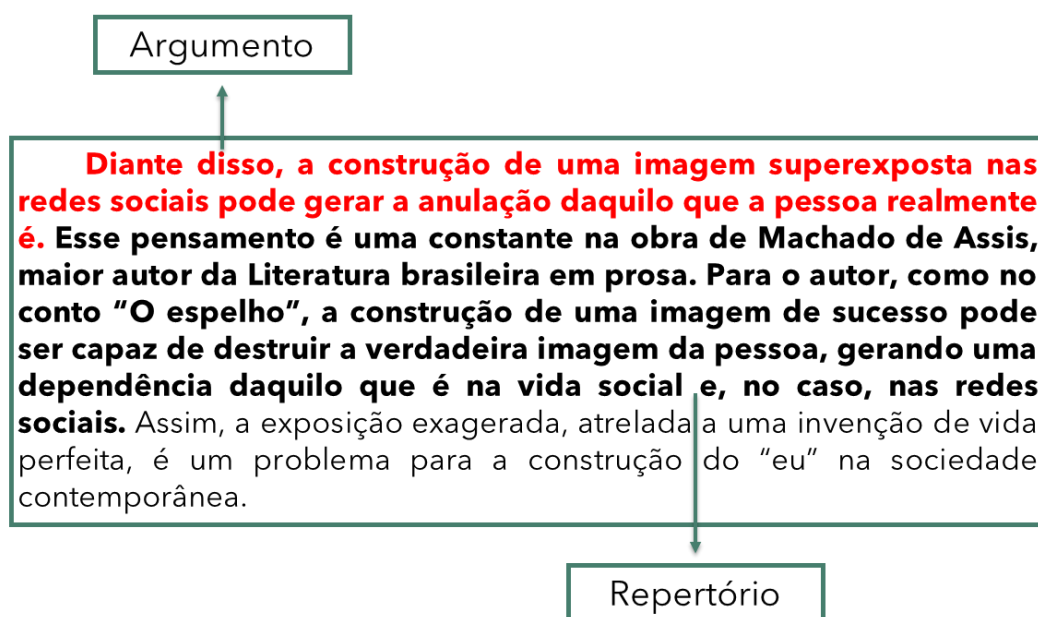 Argumento
Diante disso, a construção de uma imagem superexposta nas
redes sociais pode gerar a anulação daquilo que a pessoa realmente
é. Esse pensamento é uma constante na obra de Machado de Assis,
maior autor da Literatura brasileira em prosa. Para o autor, como no
conto “O espelho”, a construção de uma imagem de sucesso pode
ser capaz de destruir a verdadeira imagem da pessoa, gerando uma
dependência daquilo que é na vida social e, no caso, nas redes
sociais. Assim, a exposição exagerada, atrelada a uma invenção de vida
perfeita, é um problema para a construção do “eu” na sociedade
contemporânea.
Repertório